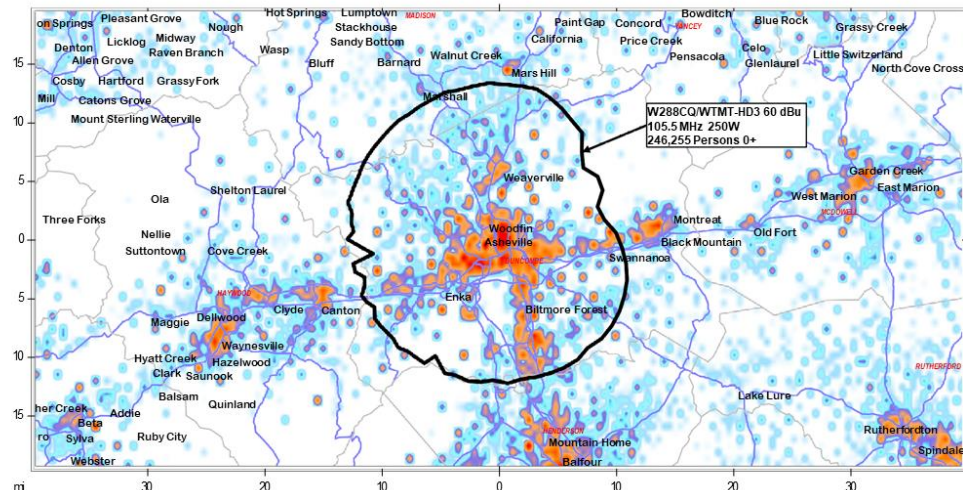 on Springs
Pleasant Grove
Nough
Hot Springs
Lumptown
MADISON
Paint Gap
Concord
Bowditch
Blue Rock
Grassy Creek
Denton
Licklog
Midway
Stackhouse
California
YANCEY
Allen Grove
Raven Branch
Wasp
Sandy Bottom
Walnut Creek
Price Creek
Celo
Little Switzerland
15
Bluff
Barnard
Pensacola
Glenlaurel
North Cove Cross
Cosby
Hartford
Grassy Fork
Mars Hill
Mill
Catons Grove
Marshall
10
Mount Sterling
Waterville
W288CQ/WTMT-HD3 60 dBu
105.5 MHz 250W
246,255 Persons 0+
5
Weaverville
Garden Creek
Shelton Laurel
West Marion
East Marion
Ola
MCDOWELL
Three Forks
Woodfin
Montreat
Nellie
Old Fort
0
Asheville
Black Mountain
Suttontown
Cove Creek
BUNCOMBE
Swannanoa
HAYWOOD
Enka
5
Clyde
Canton
Biltmore Forest
Maggie
Dellwood
Waynesville
10
Hyatt Creek
Hazelwood
Clark
Saunook
RUTHERFORD
Balsam
Quinland
Lake Lure
15
her Creek
Addie
Beta
HENDERSON
Rutherfordton
ro
Sylva
Ruby City
Mountain Home
Spindale
Webster
Balfour
mi
30
20
10
0
10
20
30